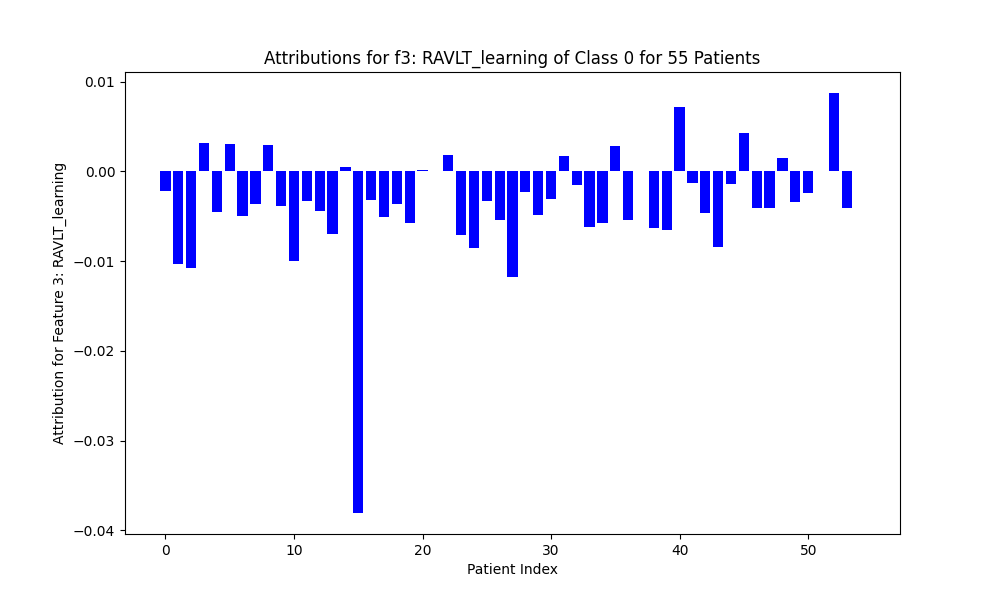 Attributions for f3: RAVLT_learning of Class 0 for 55 Patients
Attribution for Feature 3: RAVLT_learning
0.01
0.00
−0.01
−0.02
−0.03
−0.04
0 10 20 30 40 50
Patient Index